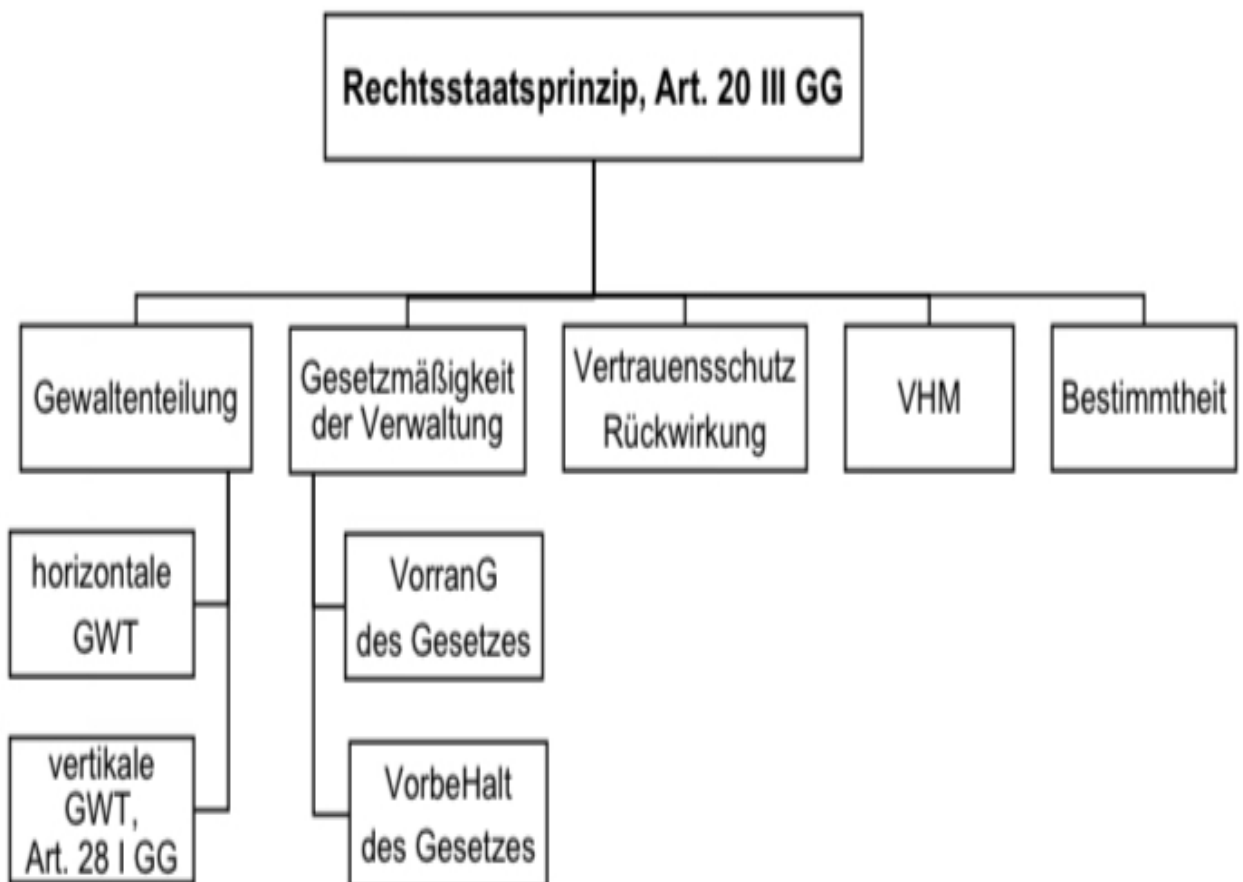 Rechtsstaatsprinzip, Art. 20 III GG
Gewaltenteilung
Gesetzmäßigkeit
der Verwaltung
Vertrauensschutz
Rückwirkung
VHM
Bestimmtheit
horizontale
GWT
VorranG
des Gesetzes
vertikale
GWT,
Art. 28 I GG
VorbeHalt
des Gesetzes